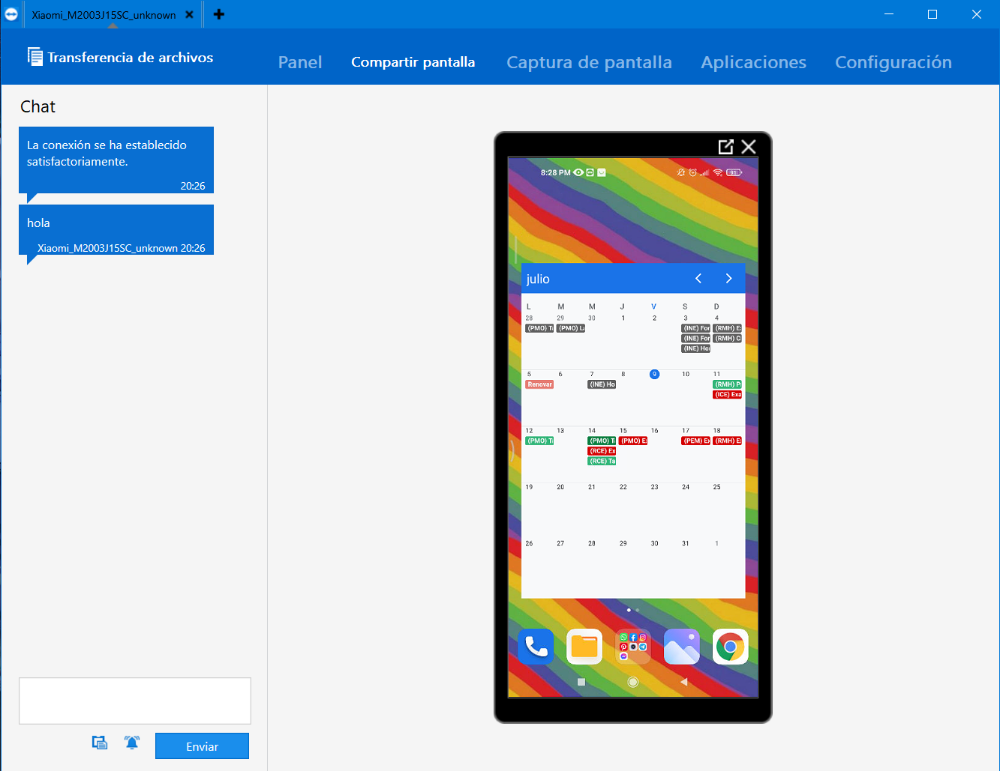 Xiaomi_M2003J15SC_unknown
Transferencia de archivos
Panel
Compartir pantalla
Captura de pantalla
Aplicaciones
Configuración
Chat
La conexión se ha establecido
satisfactoriamente.
20:26
hola
Xiaomi_M2003J15SC_unknown 20:26
Enviar
8:28 PM
91
julio
L M M J V S D
28 29 30 1 2 3 4
(PMO) T (PMO) L (INE) For (RMH) E
(INE) For (RMH) C
(INE) Ho
5 6 7 8 9 10 11
Renovar (INE) Ho (RMH) P
(ICE) Exa
12 13 14 15 16 17 18
(PMO) T (PMO) T (PMO) E (PEM) E (RMH) E
(RCE) Ex
(RCE) Ta
19 20 21 22 23 24 25
26 27 28 29 30 31 1